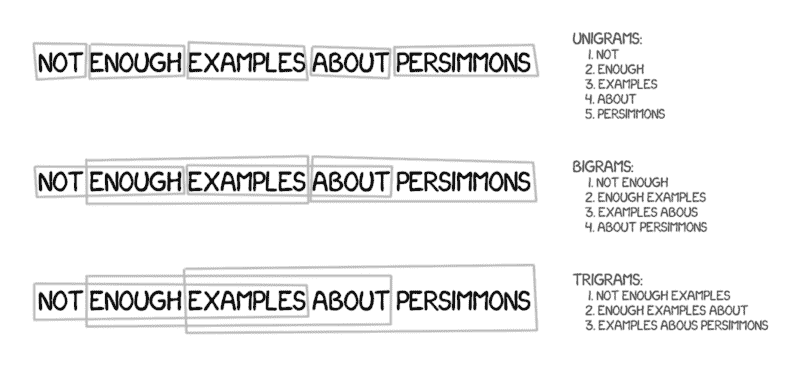 NOT ENOUGH EXAMPLES ABOUT PERSIMMONS
UNIGRAMS:
1. NOT
2. ENOUGH
3. EXAMPLES
4. ABOUT
5. PERSIMMONS
NOT ENOUGH EXAMPLES ABOUT PERSIMMONS
BIGRAMS:
1. NOT ENOUGH
2. ENOUGH EXAMPLES
3. EXAMPLES ABOUS
4. ABOUT PERSIMMONS
NOT ENOUGH EXAMPLES ABOUT PERSIMMONS
TRIGRAMS:
1. NOT ENOUGH EXAMPLES
2. ENOUGH EXAMPLES ABOUT
3. EXAMPLES ABOUS PERSIMMONS